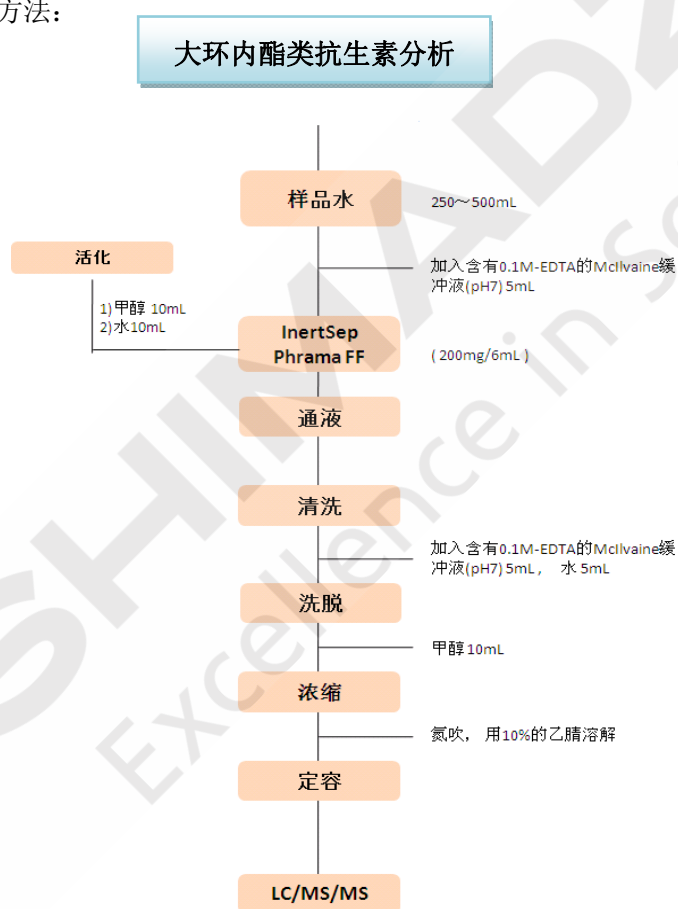 方法：
大环内酯类抗生素分析
样品水
250～500mL
活化
加入含有0.1M-EDTA的McIlvaine缓
冲液(pH7) 5mL
1)甲醇 10mL
2)水10mL
InertSep
Phrama FF
( 200mg/6mL )
通液
清洗
加入含有0.1M-EDTA的McIlvaine缓
冲液(pH7) 5mL， 水 5mL
洗脱
甲醇 10mL
浓缩
氮吹， 用10%的乙腈溶解
定容
LC/MS/MS
SHIMADZ
Excellence in Sc